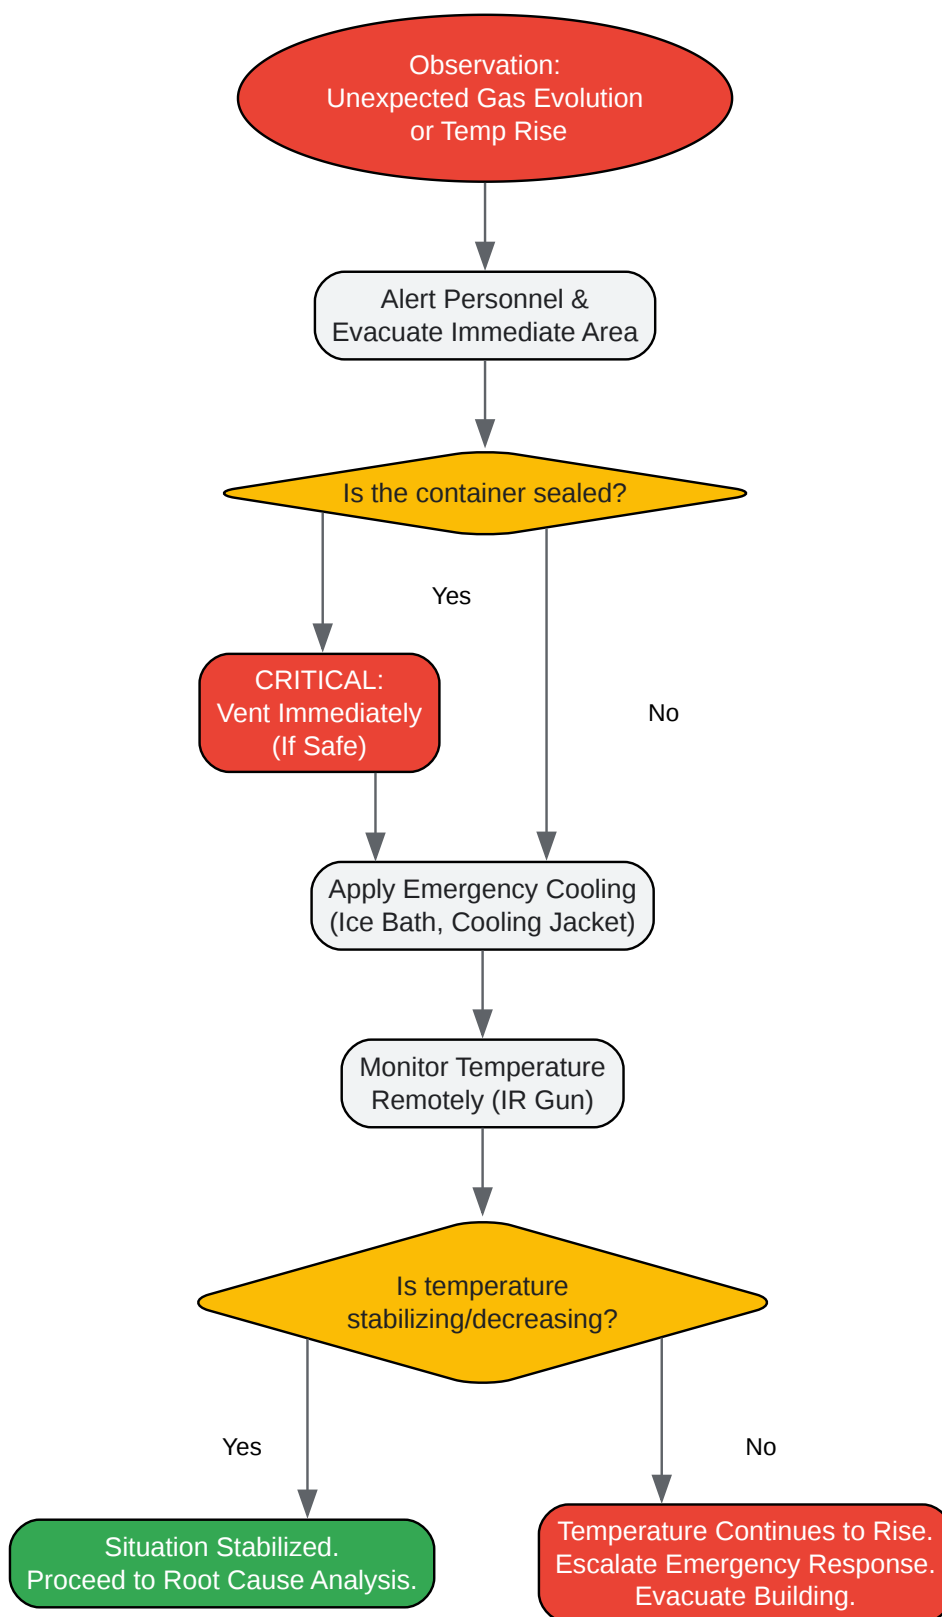 Observation:
Unexpected Gas Evolution
or Temp Rise
Alert Personnel &
Evacuate Immediate Area
Is the container sealed?
Yes
CRITICAL:
Vent Immediately
(If Safe)
No
Apply Emergency Cooling
(Ice Bath, Cooling Jacket)
Monitor Temperature
Remotely (IR Gun)
Is temperature
stabilizing/decreasing?
Yes
No
Situation Stabilized.
Proceed to Root Cause Analysis.
Temperature Continues to Rise.
Escalate Emergency Response.
Evacuate Building.